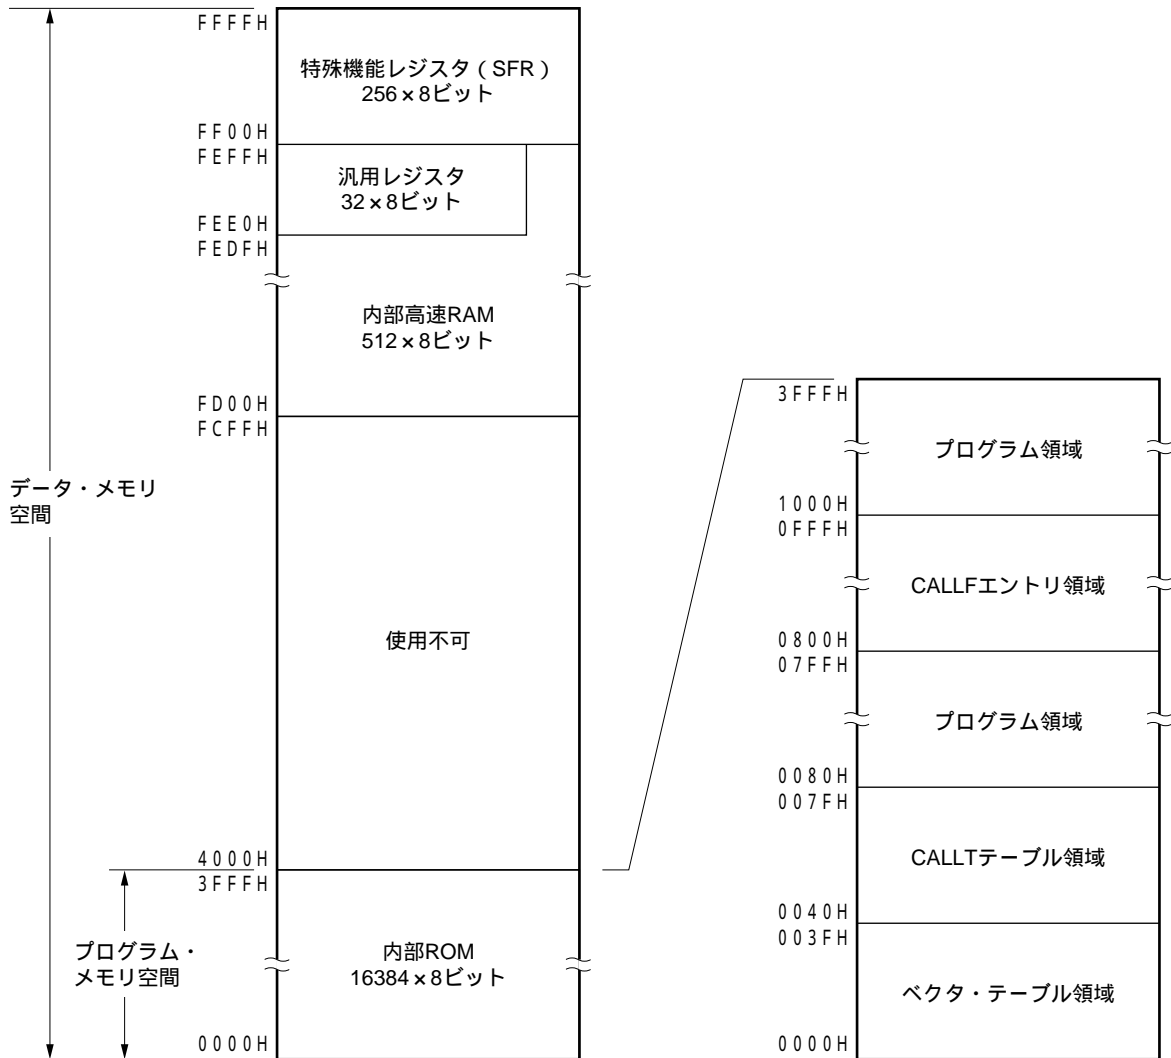 FFFFH
特殊機能レジスタ（SFR）
256×8ビット
FF00H
FEFFH
汎用レジスタ
32×8ビット
FEE0H
FEDFH
内部高速RAM
512×8ビット
FD00H
FCFFH
データ・メモリ
空間
使用不可
4000H
3FFFH
プログラム・
メモリ空間
内部ROM
16384×8ビット
0000H
3FFFH
プログラム領域
1000H
0FFFH
CALLFエントリ領域
0800H
07FFH
プログラム領域
0080H
007FH
CALLTテーブル領域
0040H
003FH
ベクタ・テーブル領域
0000H